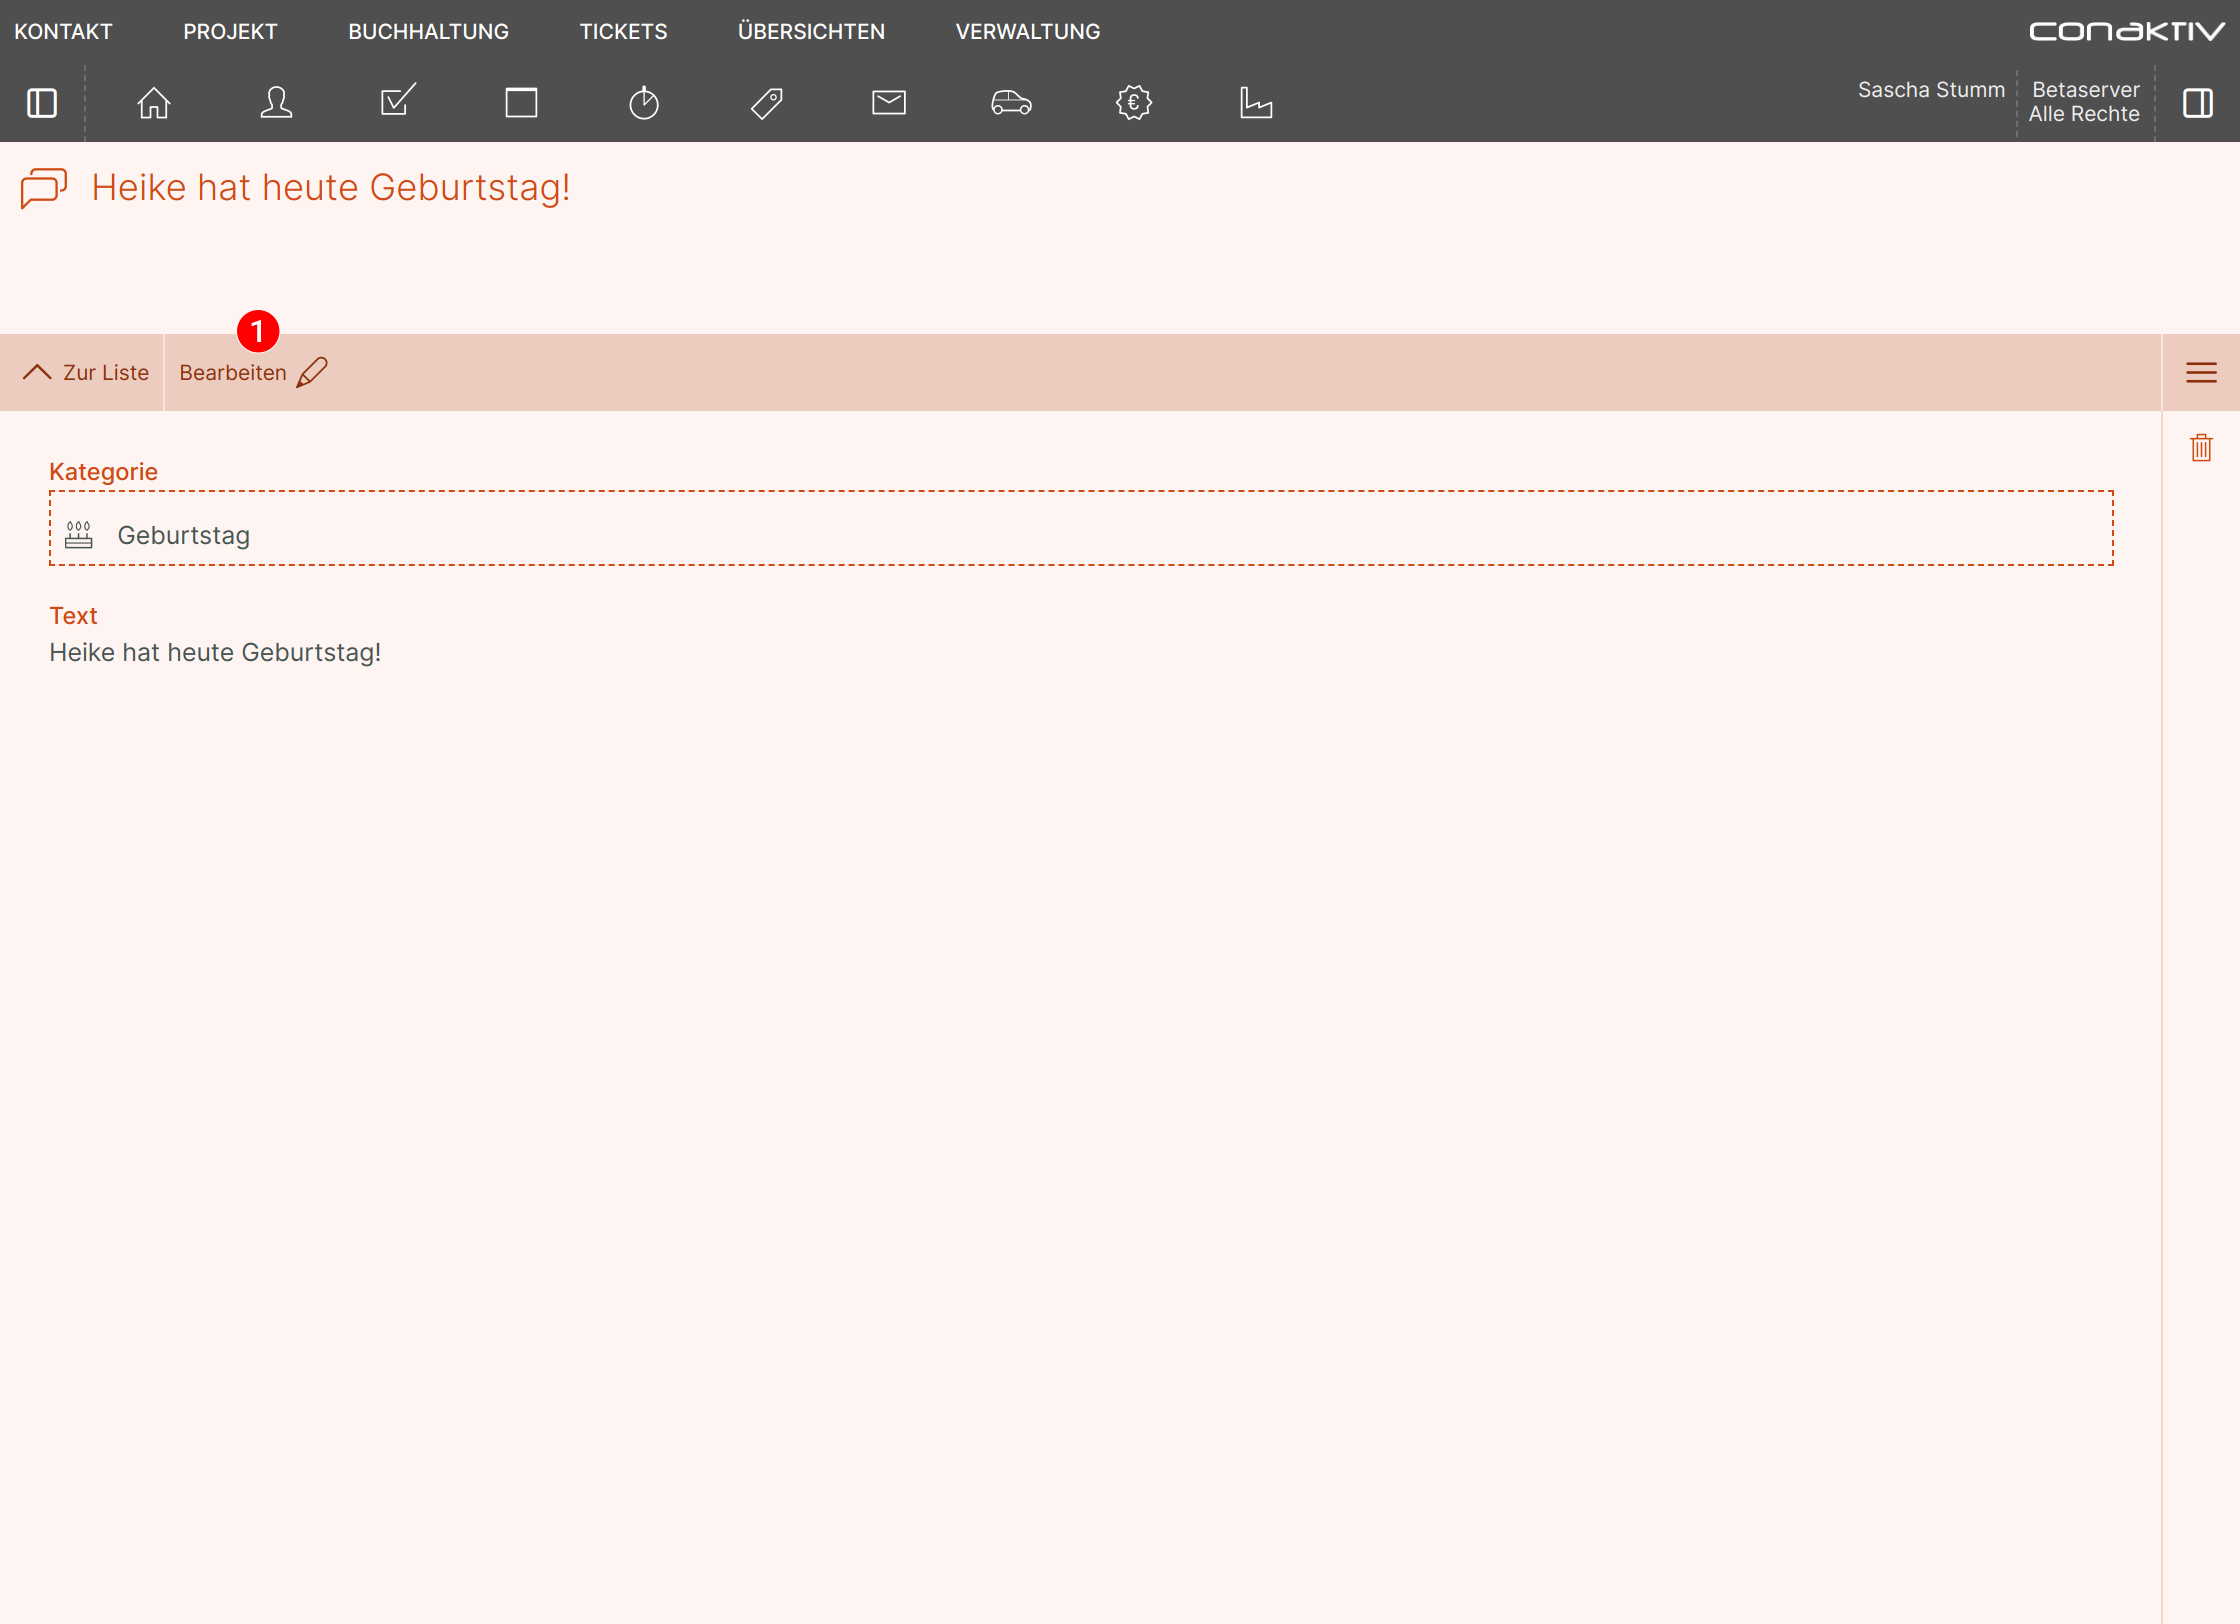 KONTAKT PROJEKT BUCHHALTUNG TICKETS ÜBERSICHTEN VERWALTUNG conaktiv
Sascha Stumm Betaserver
Alle Rechte
Heike hat heute Geburtstag!
1
Zur Liste Bearbeiten
Kategorie
Geburtstag
Text
Heike hat heute Geburtstag!